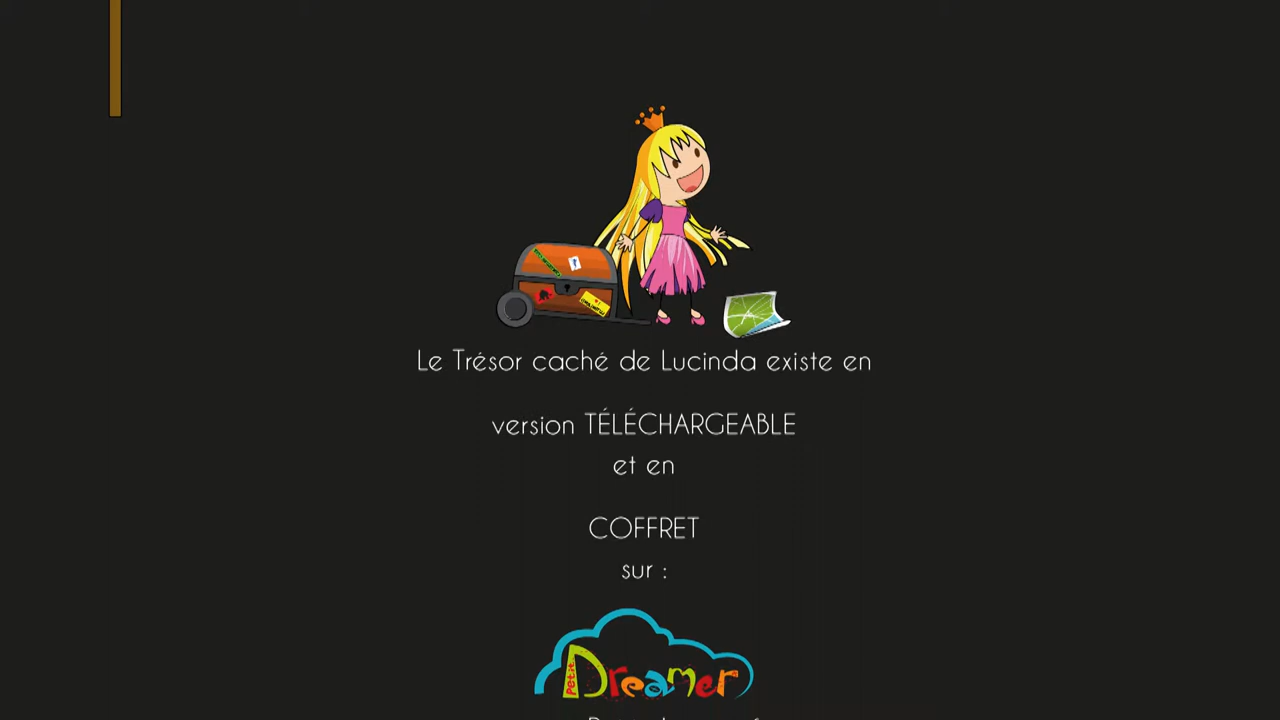 Le Trésor caché de Lucinda existe en
version TÉLÉCHARGEABLE
et en
COFFRET
sur :
Petit Dreamer